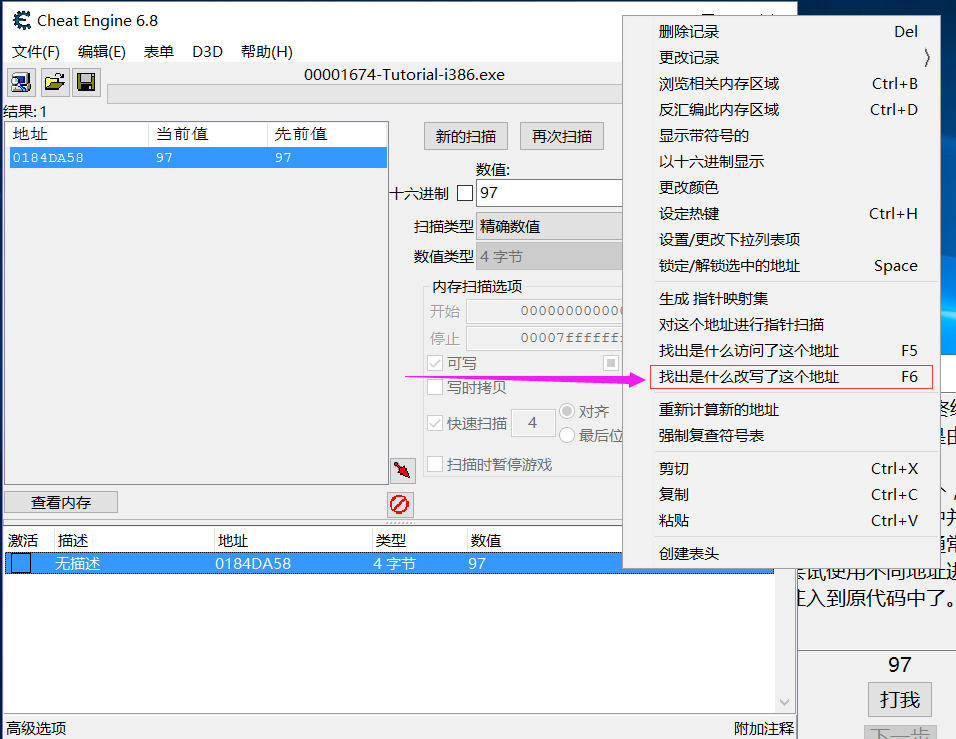 Cheat Engine 6.8
文件(F) 编辑(E) 表单 D3D 帮助(H)
00001674-Tutorial-i386.exe
结果: 1
地址 当前值 先前值
0184DA58 97 97
新的扫描 再次扫描
数值:
十六进制 97
扫描类型 精确数值
数值类型 4 字节
内存扫描选项
开始 000000000000
停止 00007ffffff
可写
写时拷贝
快速扫描 4 对齐
最后位
扫描时暂停游戏
查看内存
激活 描述 地址 类型 数值
无描述 0184DA58 4 字节 97
高级选项 附加注释
删除记录 Del
更改记录
浏览相关内存区域 Ctrl+B
反汇编此内存区域 Ctrl+D
显示带符号的
以十六进制显示
更改颜色
设定热键 Ctrl+H
设置/更改下拉列表项
锁定/解锁选中的地址 Space
生成 指针映射集
对这个地址进行指针扫描
找出是什么访问了这个地址 F5
找出是什么改写了这个地址 F6
重新计算新的地址
强制复查符号表
剪切 Ctrl+X
复制 Ctrl+C
粘贴 Ctrl+V
创建表头
尝试使用不同地址进
注入到原代码中了。
97
打我
下一步